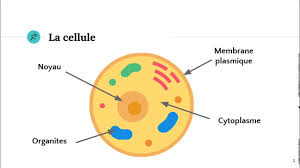 La cellule
Membrane
plasmique
Noyau
Cytoplasme
Organites